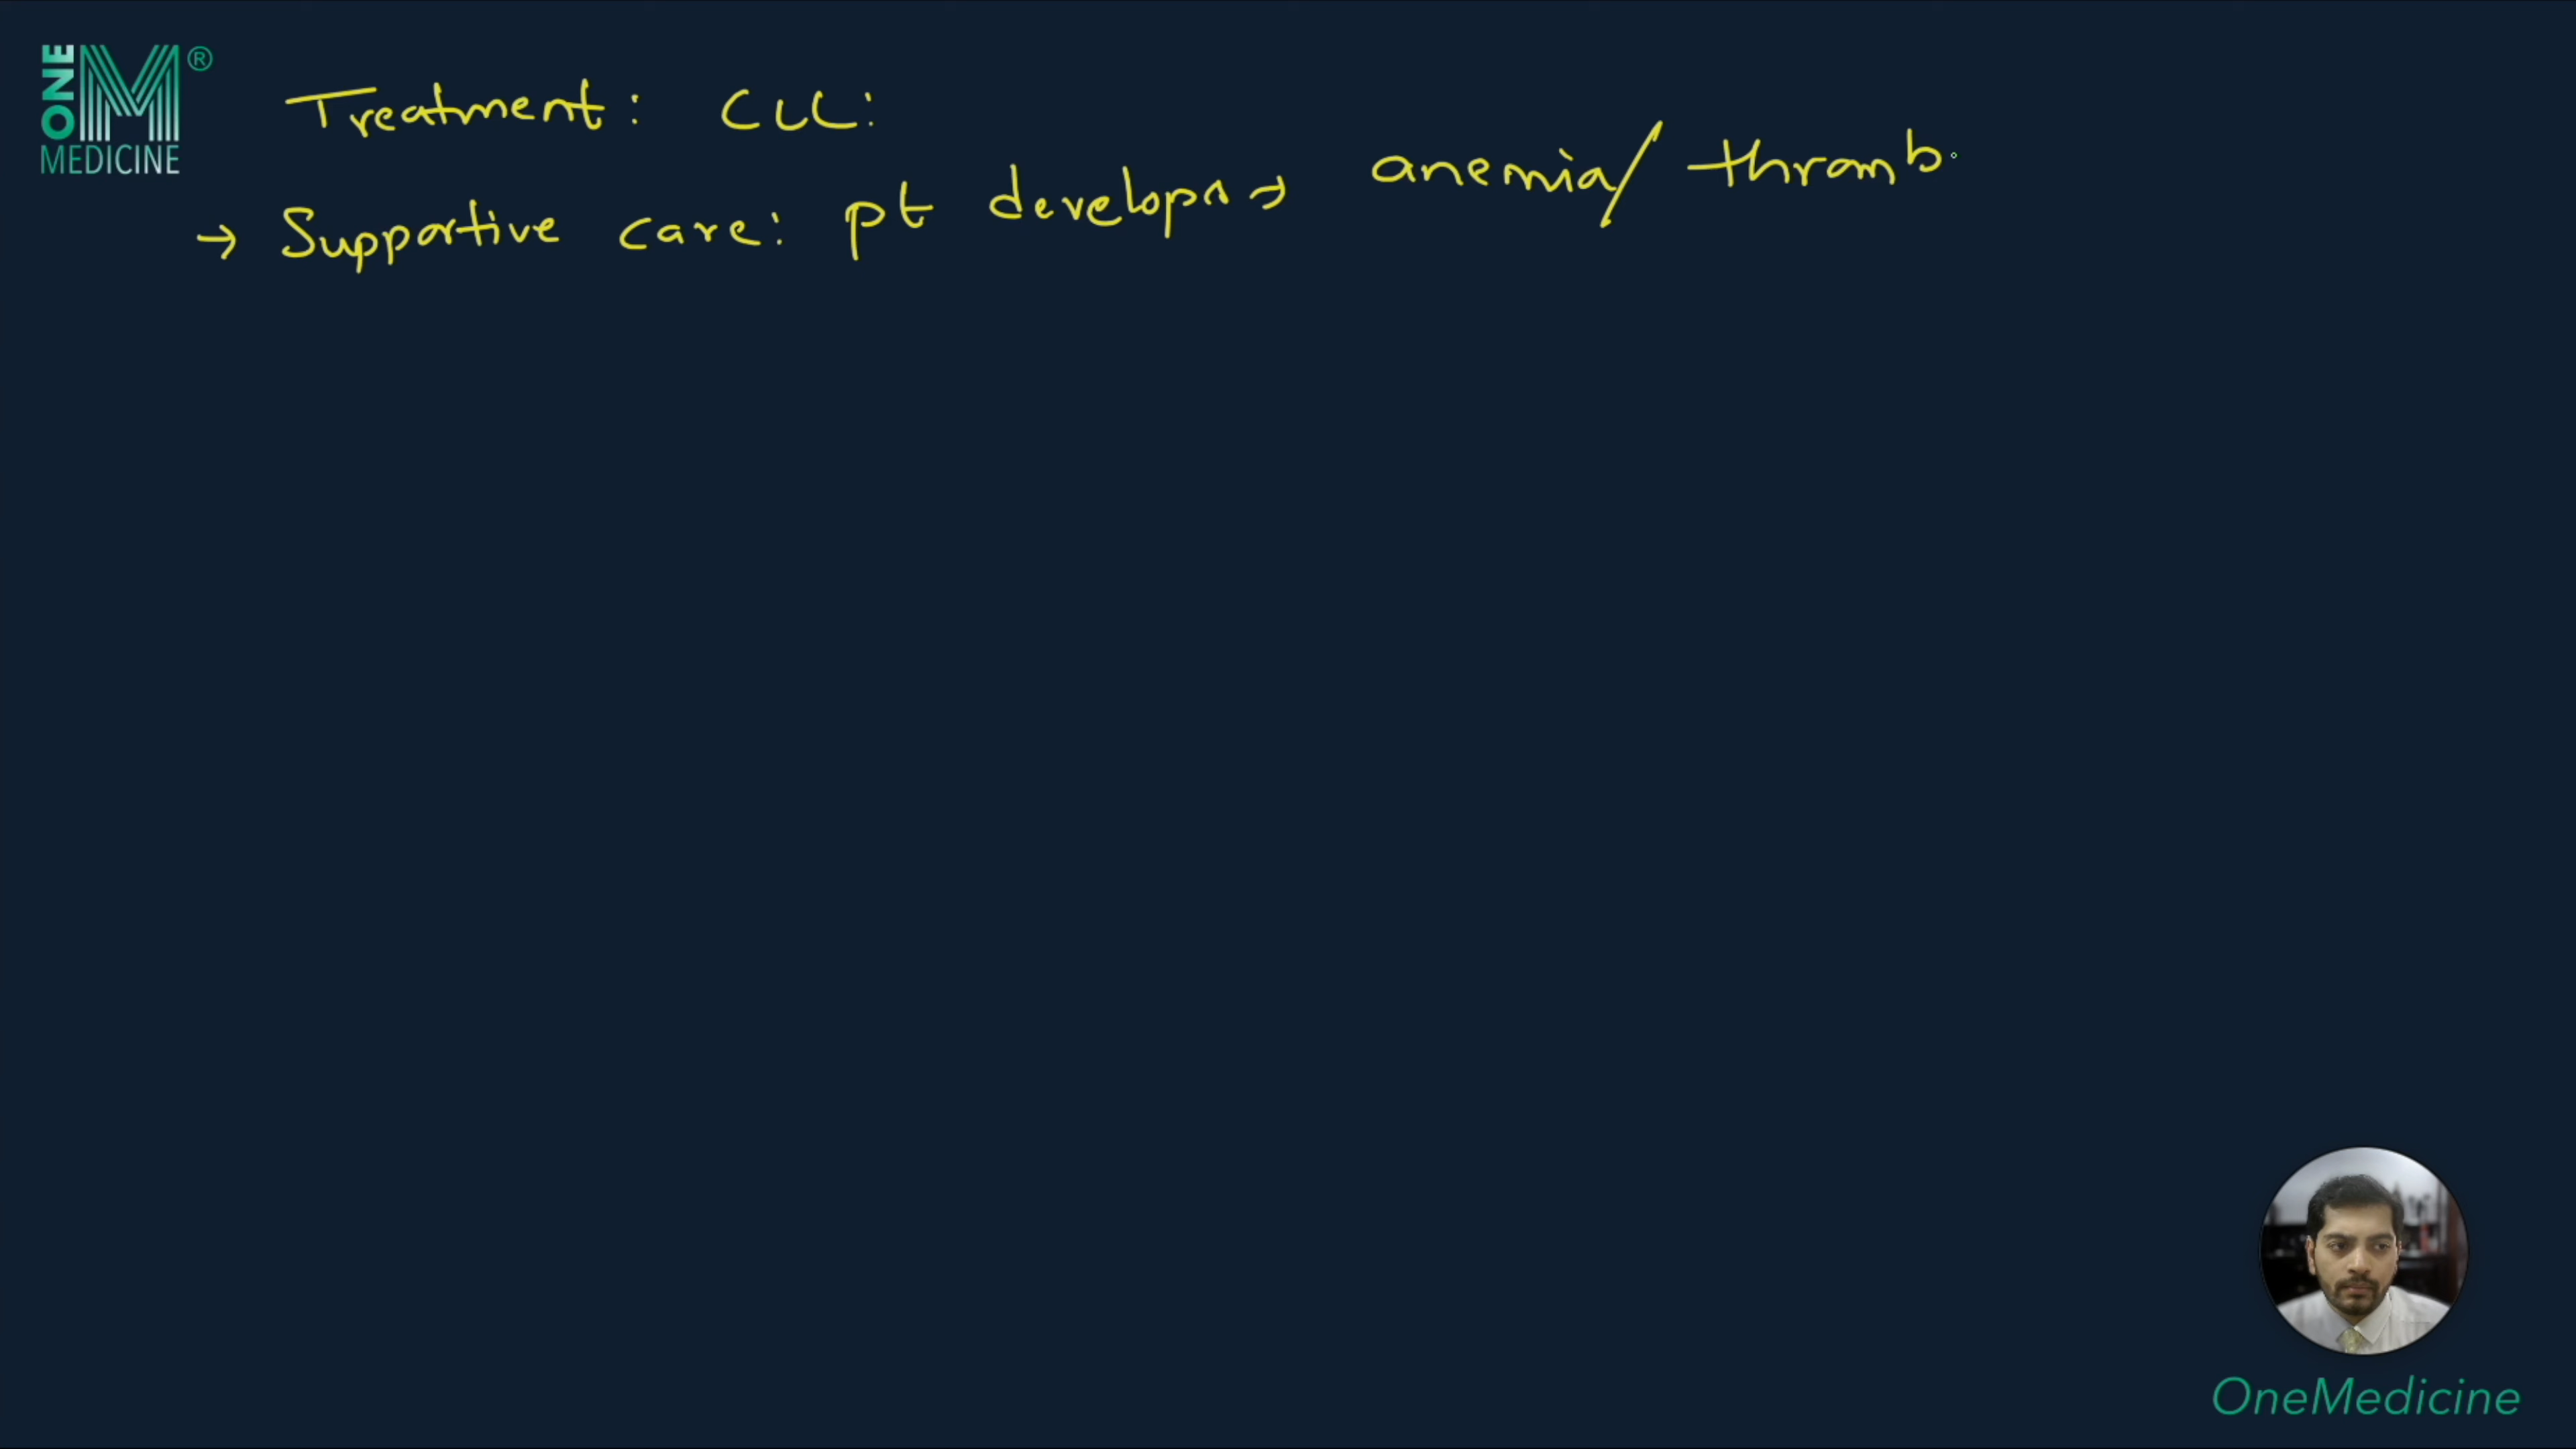 ONE M ®
MEDICINE
Treatment: CLL:
→ Supportive care: pt develops → anemia/ thromb
OneMedicine